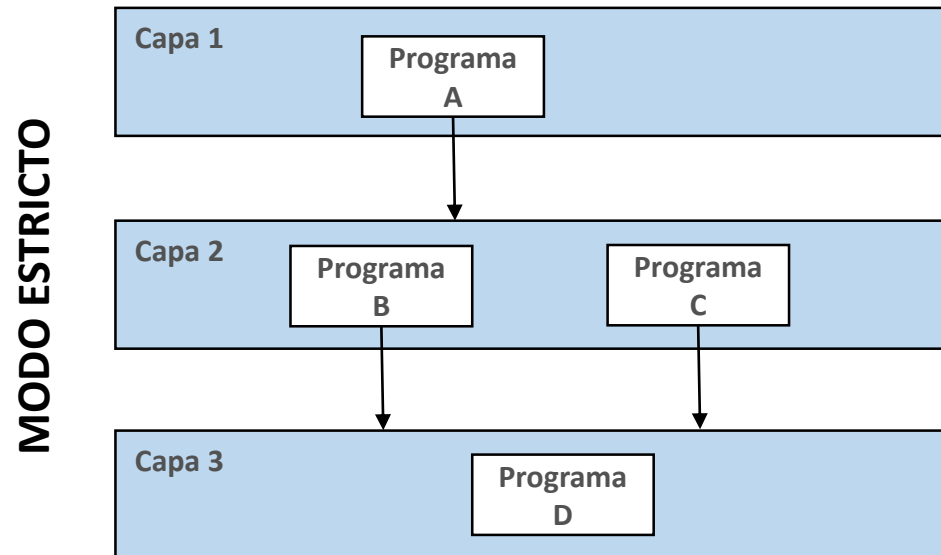 MODO ESTRICTO
Capa 1
Programa
A
Capa 2
Programa
B
Programa
C
Capa 3
Programa
D